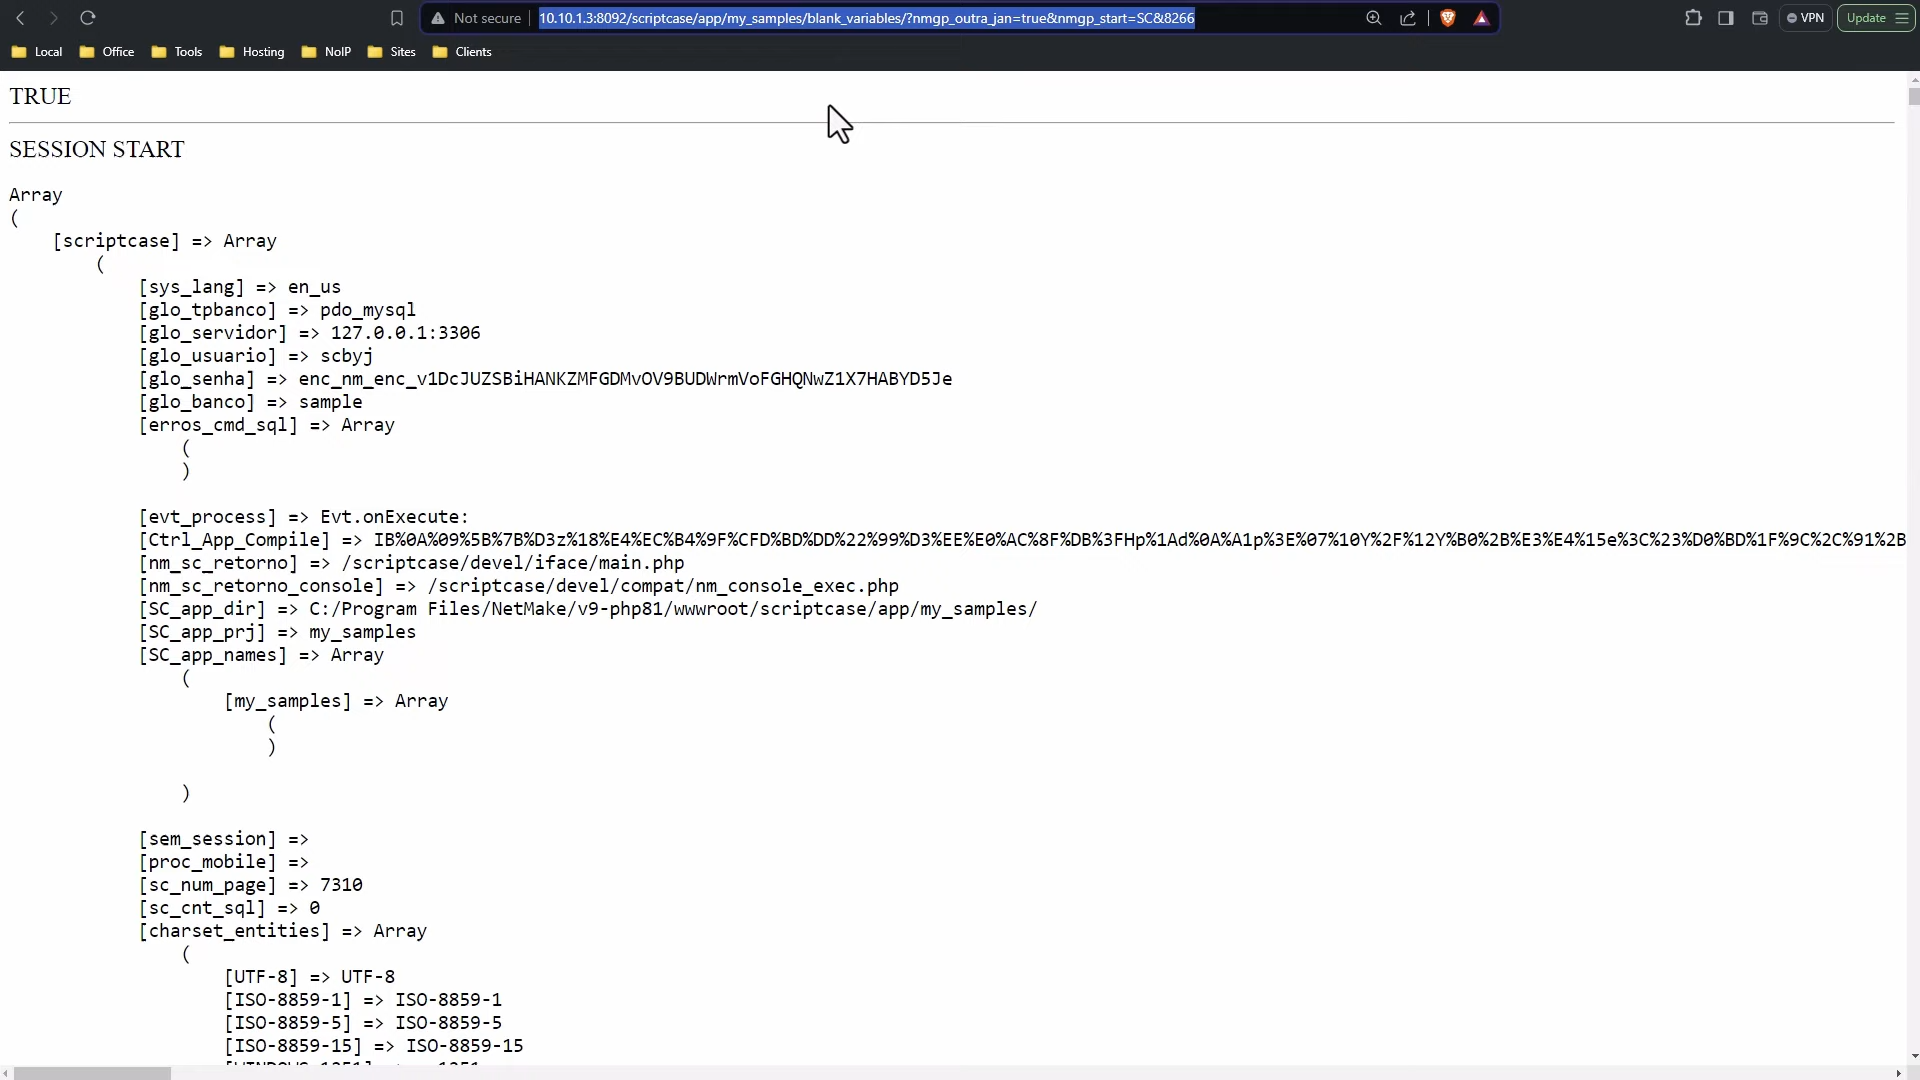 Not secure 10.10.1.3:8092/scriptcase/app/my_samples/blank_variables/?nmgp_outra_jan=true&nmgp_start=SC&8266 VPN Update
Local Office Tools Hosting NoIP Sites Clients
TRUE
SESSION START
Array
(
[scriptcase] => Array
(
[sys_lang] => en_us
[glo_tpbanco] => pdo_mysql
[glo_servidor] => 127.0.0.1:3306
[glo_usuario] => scbyj
[glo_senha] => enc_nm_enc_v1DcJUZSBiHANKZMFGDMvOV9BUDWrmVoFGHQNwZ1X7HABYD5Je
[glo_banco] => sample
[erros_cmd_sql] => Array
(
)
[evt_process] => Evt.onExecute:
[Ctrl_App_Compile] => IB%0A%09%5B%7B%D3z%18%E4%EC%B4%9F%CFD%BD%DD%22%99%D3%EE%E0%AC%8F%DB%3FHp%1Ad%0A%A1p%3E%07%10Y%2F%12Y%B0%2B%E3%E4%15e%3C%23%D0%BD%1F%9C%2C%91%2B
[nm_sc_retorno] => /scriptcase/devel/iface/main.php
[nm_sc_retorno_console] => /scriptcase/devel/compat/nm_console_exec.php
[SC_app_dir] => C:/Program Files/NetMake/v9-php81/wwwroot/scriptcase/app/my_samples/
[SC_app_prj] => my_samples
[SC_app_names] => Array
(
[my_samples] => Array
(
)
)
[sem_session] =>
[proc_mobile] =>
[sc_num_page] => 7310
[sc_cnt_sql] => 0
[charset_entities] => Array
(
[UTF-8] => UTF-8
[ISO-8859-1] => ISO-8859-1
[ISO-8859-5] => ISO-8859-5
[ISO-8859-15] => ISO-8859-15